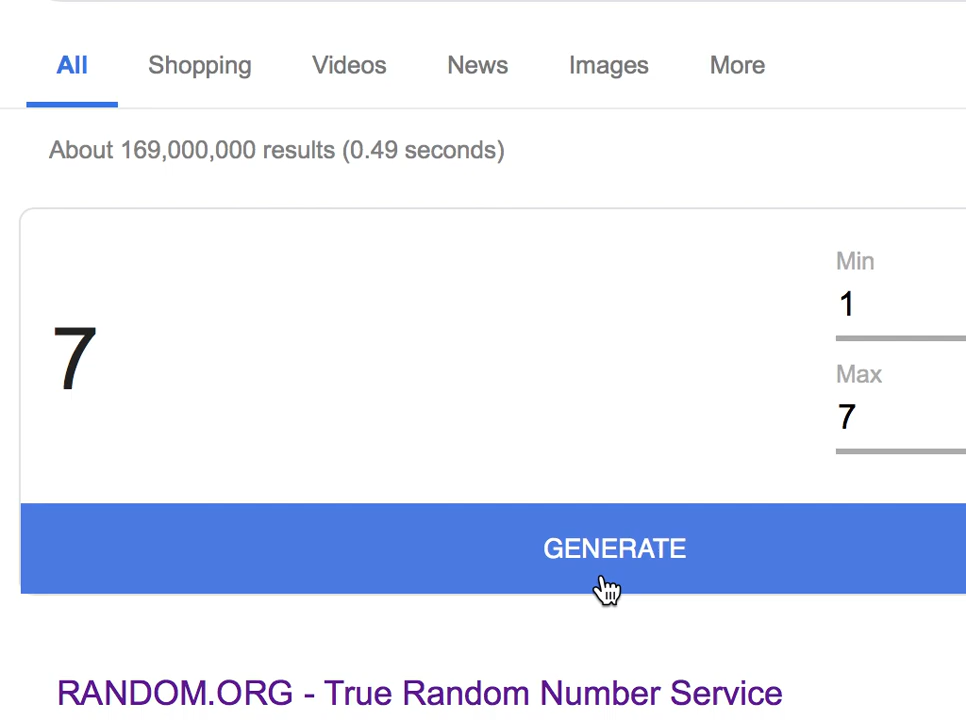 All Shopping Videos News Images More
About 169,000,000 results (0.49 seconds)
Min
1
7
Max
7
GENERATE
RANDOM.ORG - True Random Number Service